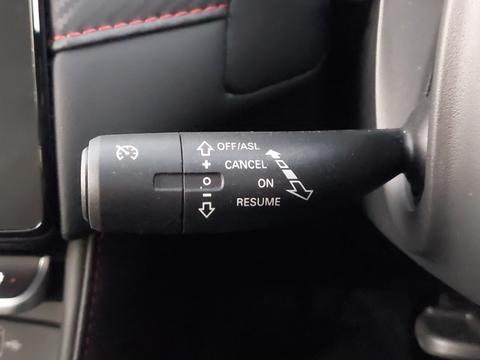 OFF/ASL
+ CANCEL
O ON
- RESUME